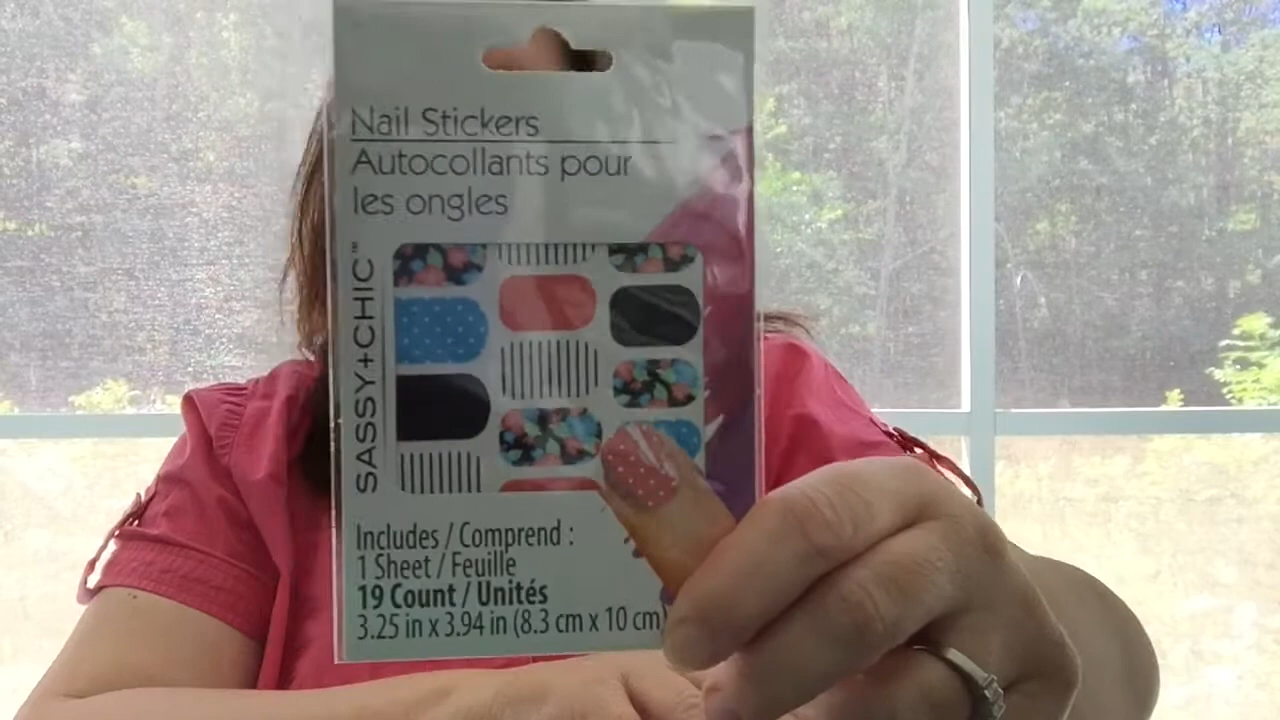 Nail Stickers
Autocollants pour
les ongles
SASSY+CHIC™
Includes / Comprend :
1 Sheet / Feuille
19 Count / Unités
3.25 in x 3.94 in (8.3 cm x 10 cm)